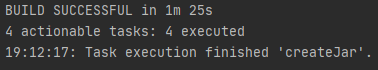 BUILD SUCCESSFUL in 1m 25s
4 actionable tasks: 4 executed
19:12:17: Task execution finished 'createJar'.